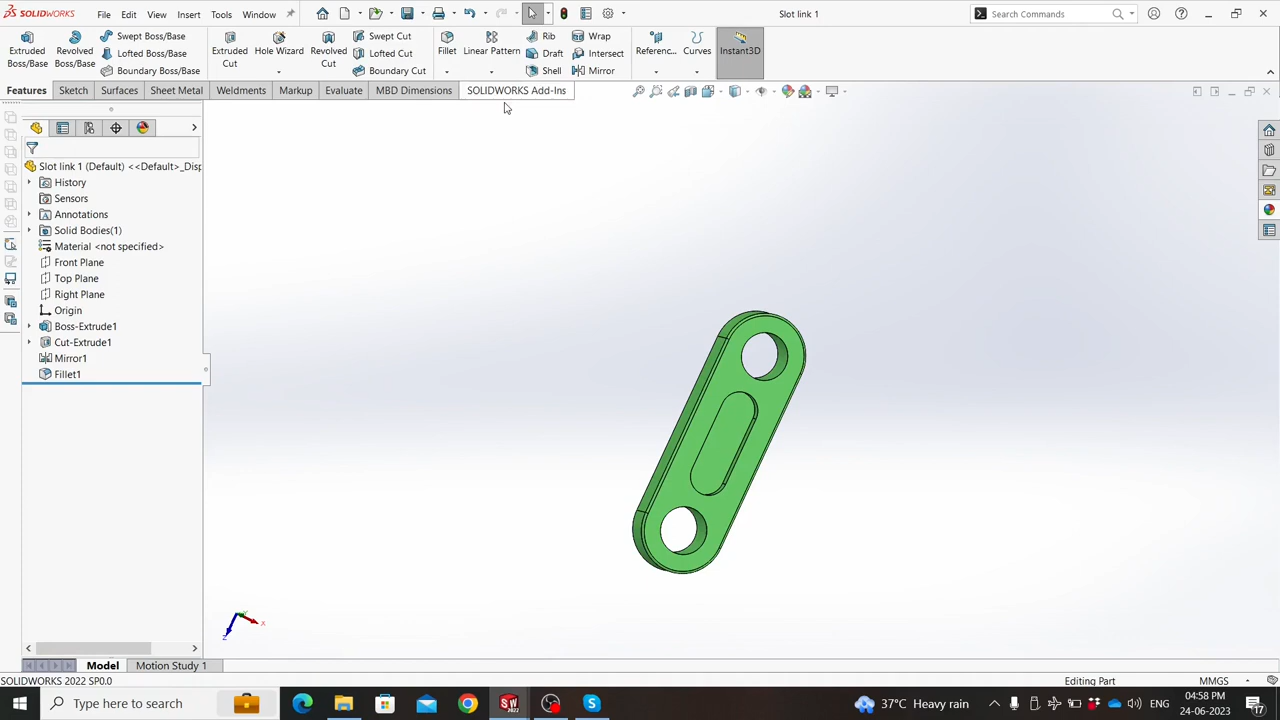 SOLIDWORKS File Edit View Insert Tools Window Slot link 1 Search Commands
Extruded Boss/Base
Revolved Boss/Base
Swept Boss/Base
Lofted Boss/Base
Boundary Boss/Base
Extruded Cut
Hole Wizard
Revolved Cut
Swept Cut
Lofted Cut
Boundary Cut
Fillet
Linear Pattern
Rib
Draft
Shell
Wrap
Intersect
Mirror
Referenc...
Curves
Instant3D
Features Sketch Surfaces Sheet Metal Weldments Markup Evaluate MBD Dimensions SOLIDWORKS Add-Ins
Slot link 1 (Default) <<Default>_Disp
History
Sensors
Annotations
Solid Bodies(1)
Material <not specified>
Front Plane
Top Plane
Right Plane
Origin
Boss-Extrude1
Cut-Extrude1
Mirror1
Fillet1
X
Z
Model Motion Study 1
SOLIDWORKS 2022 SP0.0 Editing Part MMGS
Type here to search 37°C Heavy rain ENG 04:58 PM
24-06-2023
17